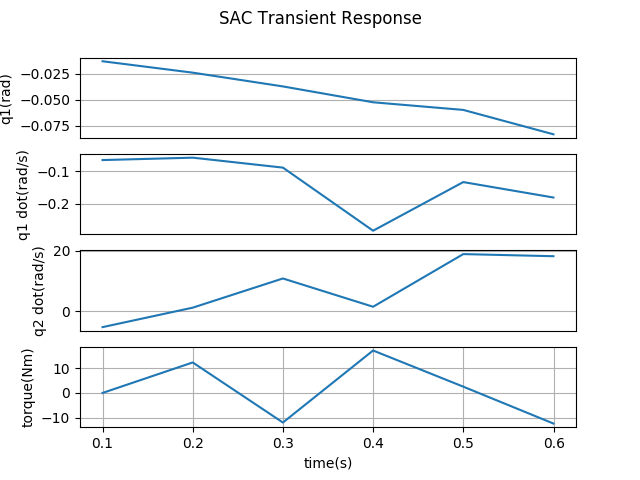 SAC Transient Response
q1(rad)
−0.025
−0.050
−0.075
q1 dot(rad/s)
−0.1
−0.2
q2 dot(rad/s)
20
0
torque(Nm)
10
0
−10
0.1 0.2 0.3 0.4 0.5 0.6
time(s)